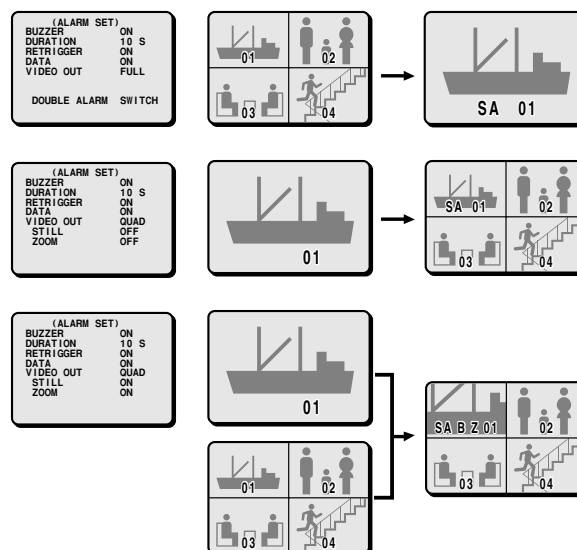 (ALARM SET)
BUZZER ON
DURATION 10 S
RETRIGGER ON
DATA ON
VIDEO OUT FULL
DOUBLE ALARM SWITCH
01
02
03
04
SA 01
(ALARM SET)
BUZZER ON
DURATION 10 S
RETRIGGER ON
DATA ON
VIDEO OUT QUAD
STILL OFF
ZOOM OFF
01
SA 01
02
03
04
(ALARM SET)
BUZZER ON
DURATION 10 S
RETRIGGER ON
DATA ON
VIDEO OUT QUAD
STILL ON
ZOOM ON
01
SA B Z 01
02
03
04
01
02
03
04